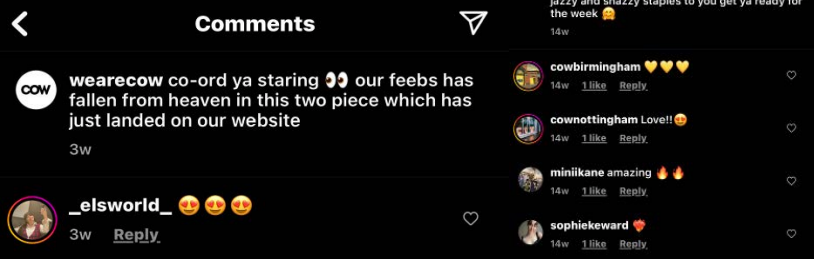 Comments
cow
wearecow co-ord ya staring 👀 our feebs has
fallen from heaven in this two piece which has
just landed on our website
3w
_elsworld_ 😍😍😍
3w Reply
jazzy and snazzy staples to you get ya ready for
the week 🤗
14w
cowbirmingham 💛💛💛
14w 1 like Reply
cownottingham Love!!😍
14w 1 like Reply
miniikane amazing 🔥🔥
14w 1 like Reply
sophiekeward ❤️‍🔥
14w 1 like Reply